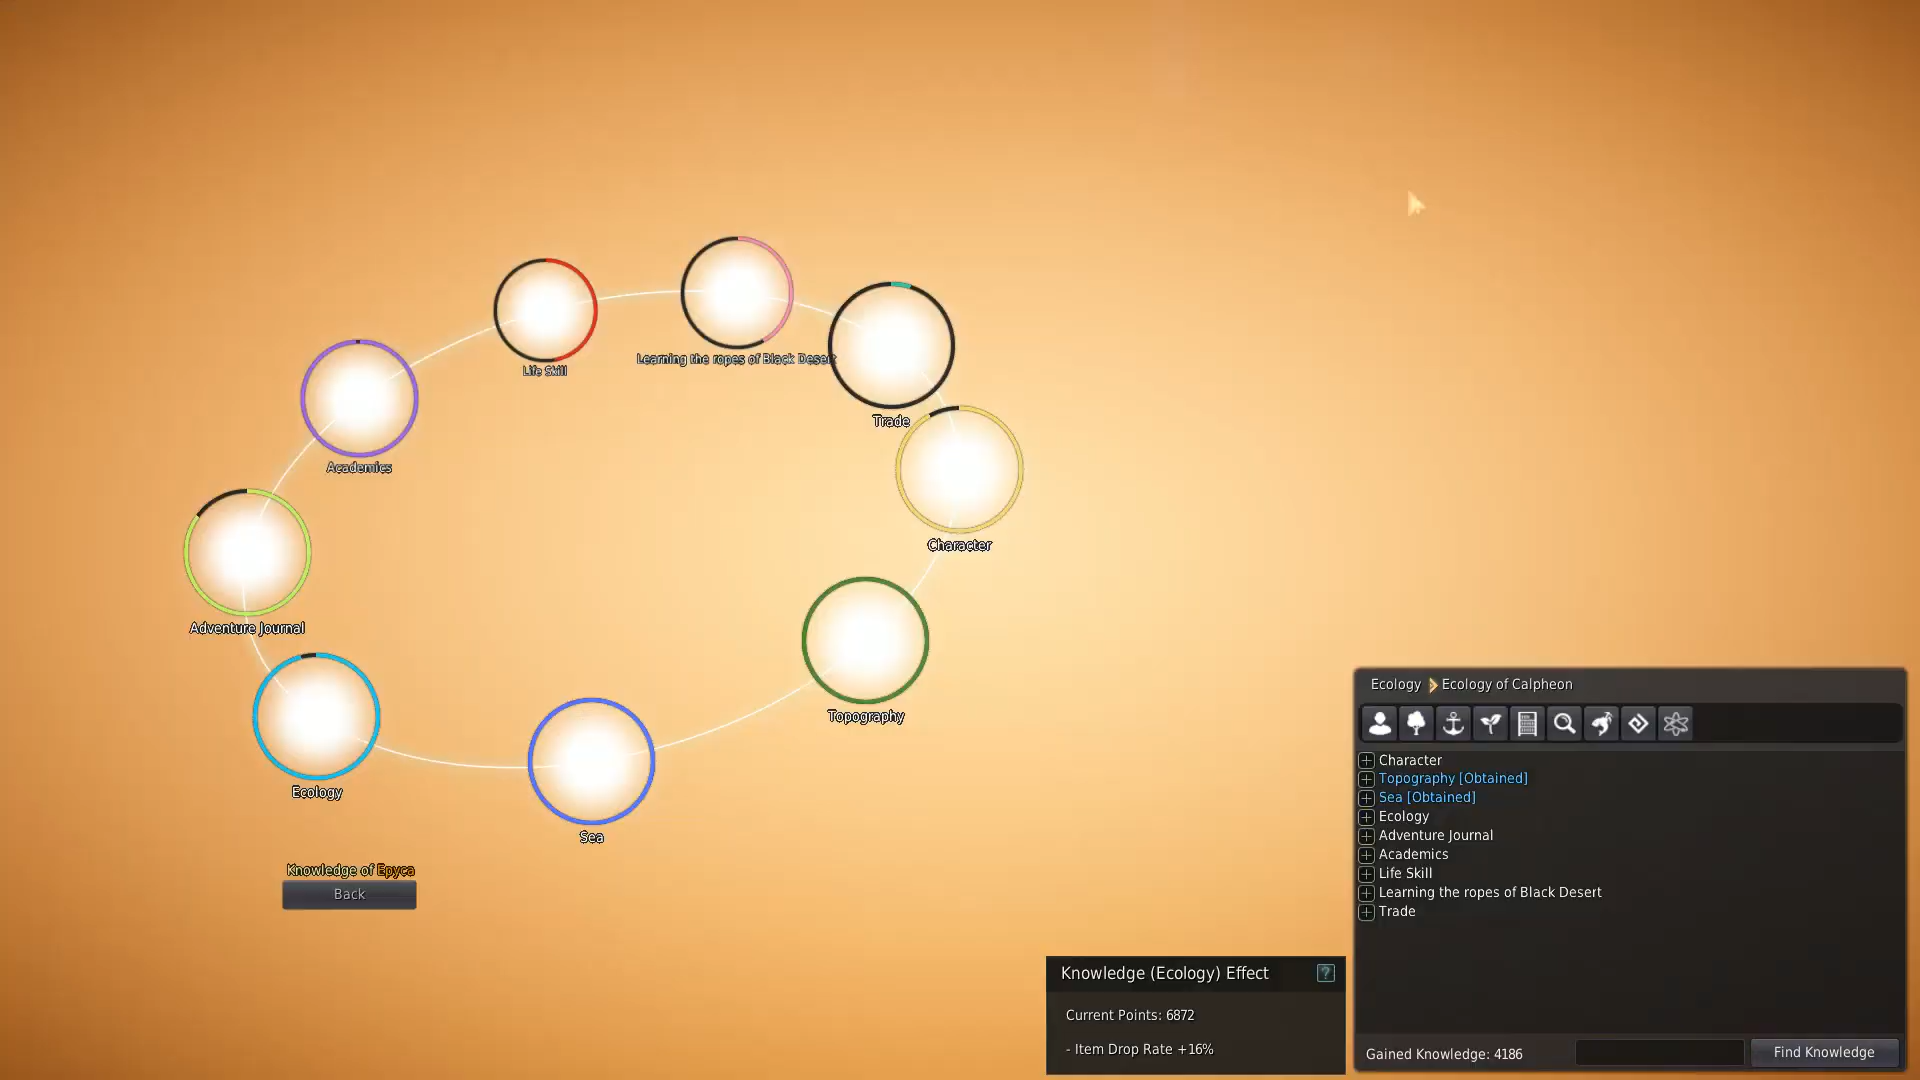 Life Skill
Learning the ropes of Black Desert
Trade
Academics
Character
Adventure Journal
Topography
Ecology
Sea
Knowledge of Epyca
Back
Ecology Ecology of Calpheon
Character
Topography [Obtained]
Sea [Obtained]
Ecology
Adventure Journal
Academics
Life Skill
Learning the ropes of Black Desert
Trade
Knowledge (Ecology) Effect ?
Current Points: 6872
- Item Drop Rate +16%
Gained Knowledge: 4186
Find Knowledge